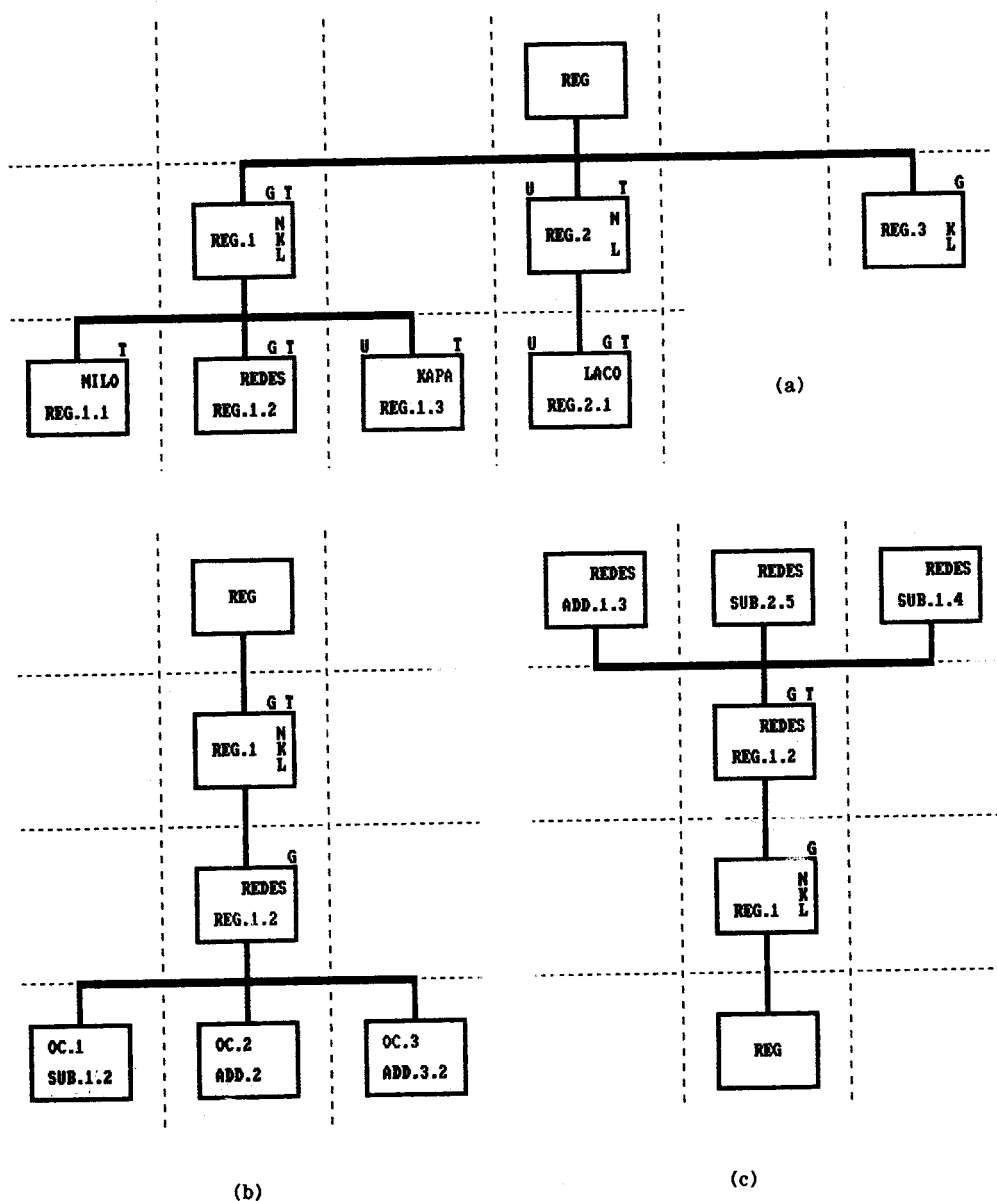 REG
G T
U T
G
REG.1
N
K
L
REG.2
N
L
REG.3
K
L
T
G T
U T
U G T
MILO
REG.1.1
REDES
REG.1.2
KAPA
REG.1.3
LACO
REG.2.1
(a)
REG
G T
REG.1
N
K
L
G
REDES
REG.1.2
OC.1
SUB.1.2
OC.2
ADD.2
OC.3
ADD.3.2
(b)
REDES
ADD.1.3
REDES
SUB.2.5
REDES
SUB.1.4
G T
REDES
REG.1.2
G
REG.1
N
K
L
REG
(c)